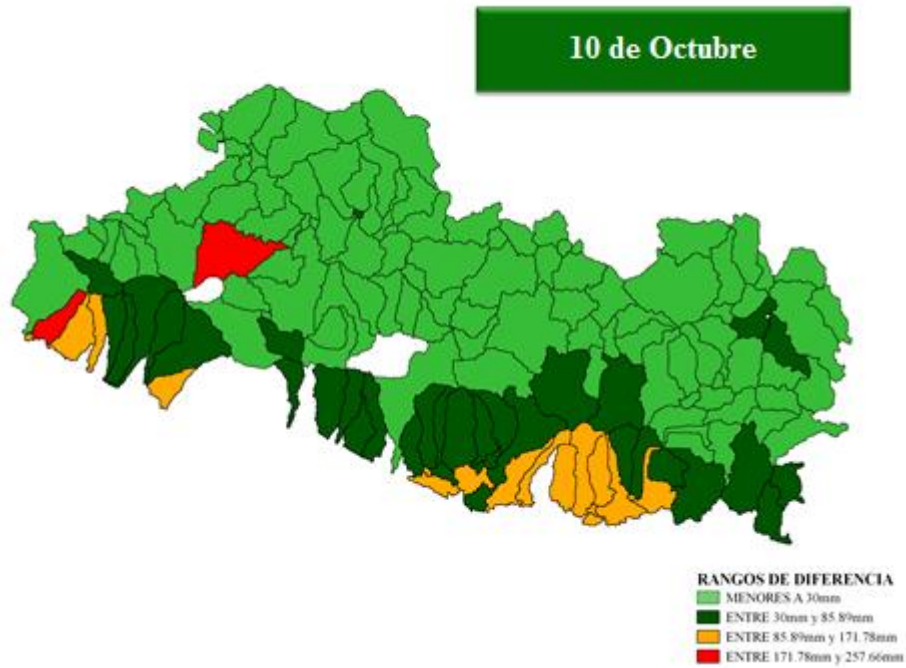 10 de Octubre
RANGOS DE DIFERENCIA
MENORES A 30mm
ENTRE 30mm y 85.89mm
ENTRE 85.89mm y 171.78mm
ENTRE 171.78mm y 257.66mm